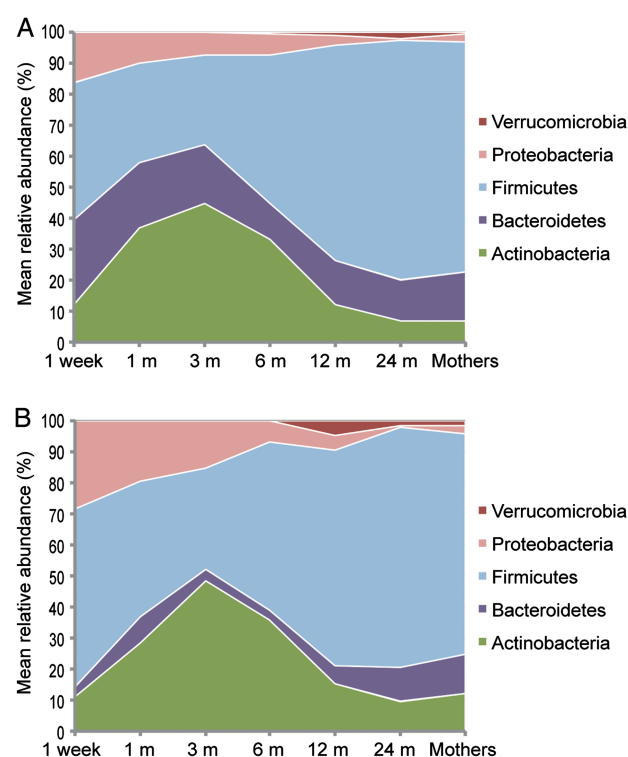 A
Mean relative abundance (%)
100
90
80
70
60
50
40
30
20
10
0
1 week 1 m 3 m 6 m 12 m 24 m Mothers
Verrucomicrobia
Proteobacteria
Firmicutes
Bacteroidetes
Actinobacteria
B
Mean relative abundance (%)
100
90
80
70
60
50
40
30
20
10
0
1 week 1 m 3 m 6 m 12 m 24 m Mothers
Verrucomicrobia
Proteobacteria
Firmicutes
Bacteroidetes
Actinobacteria